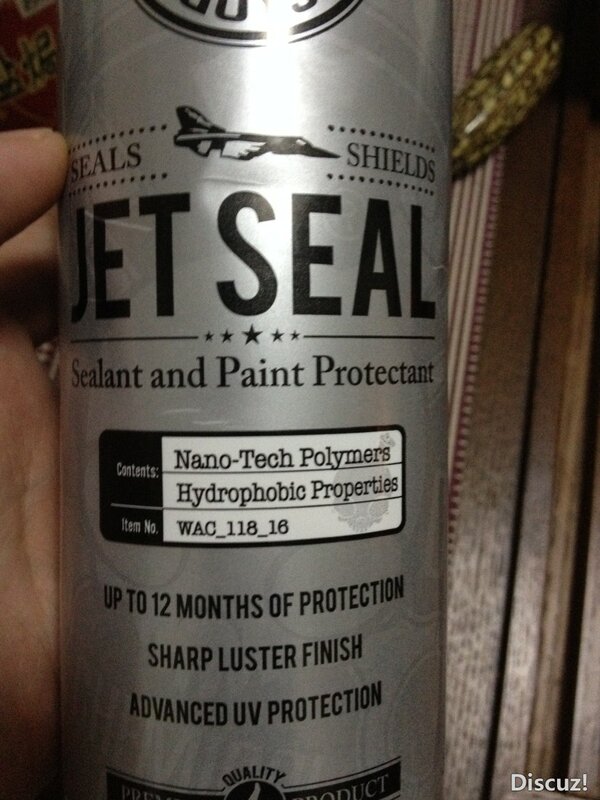 SEALS SHIELDS
JET SEAL
Sealant and Paint Protectant
Contents: Nano-Tech Polymers
Hydrophobic Properties
Item No. WAC_118_16
UP TO 12 MONTHS OF PROTECTION
SHARP LUSTER FINISH
ADVANCED UV PROTECTION
QUALITY
PRODUCT
Discuz!